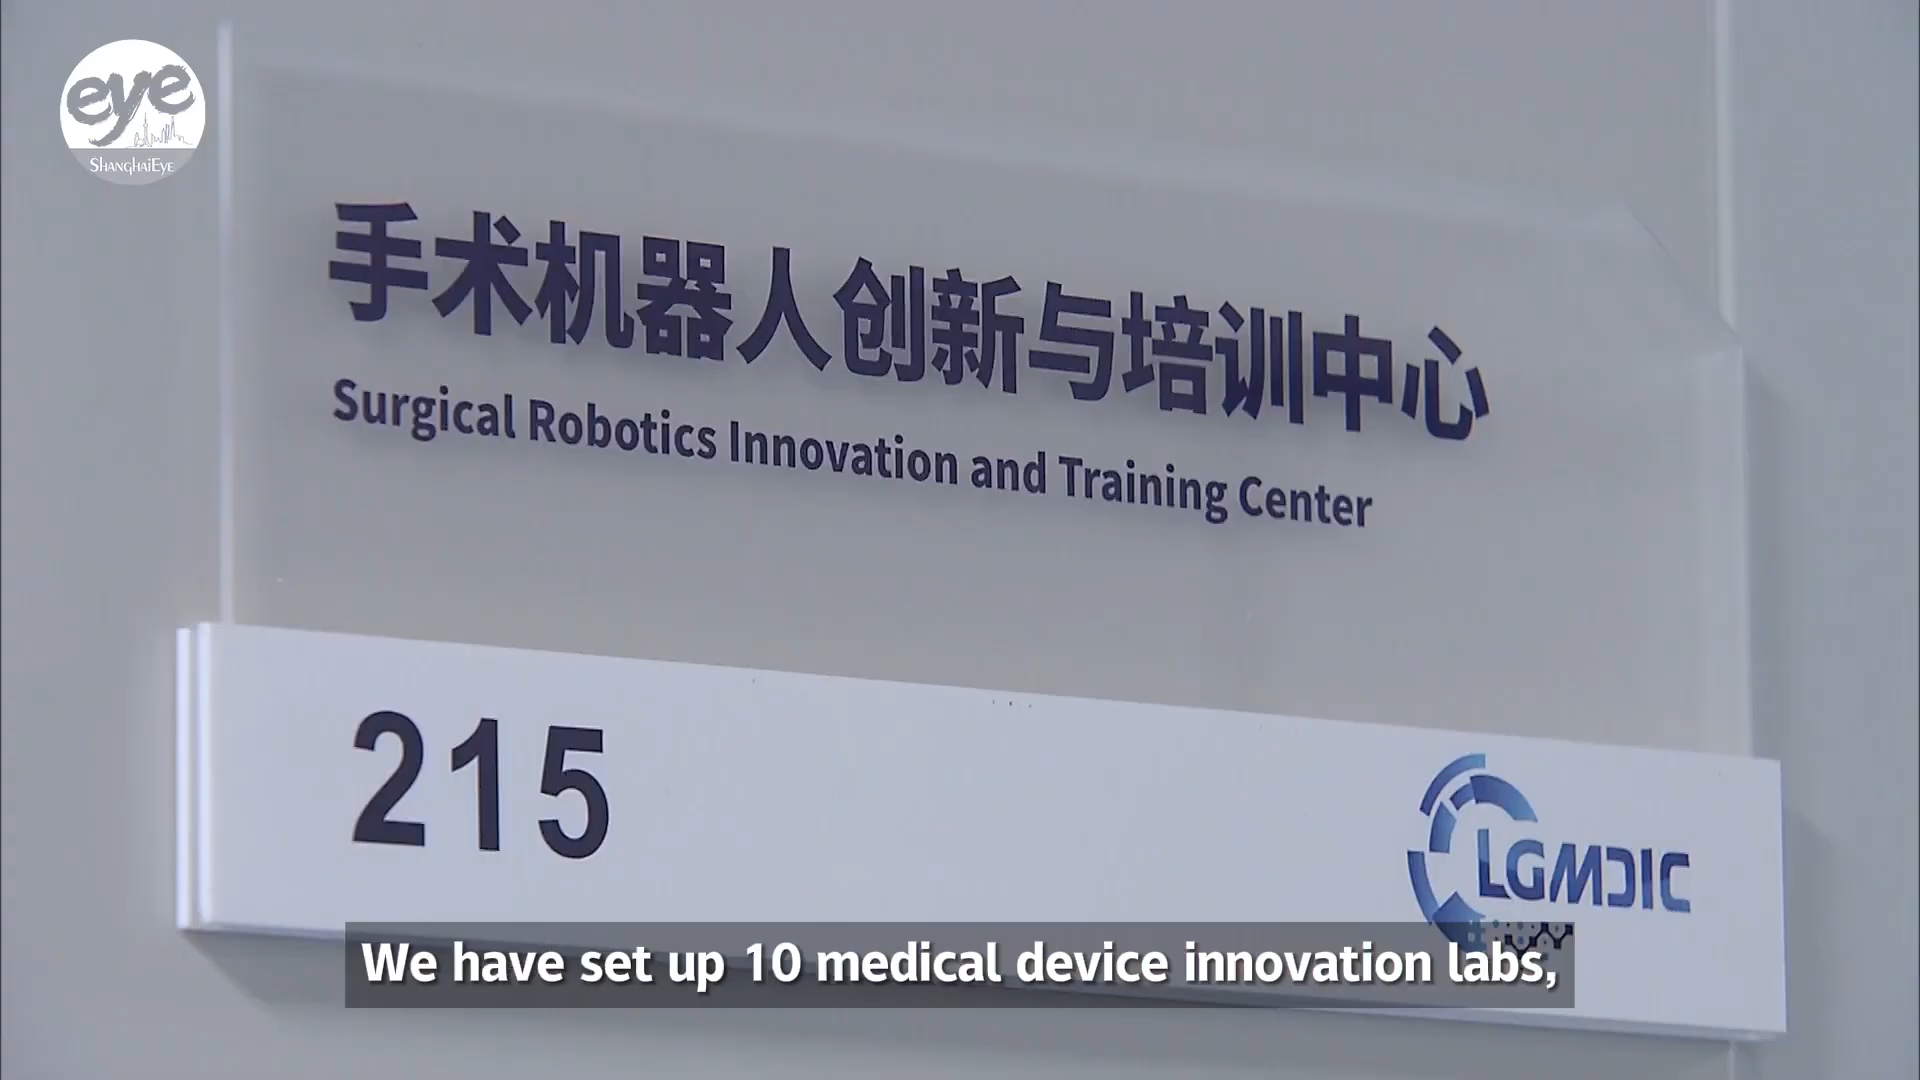 eye
ShanghaiEye
手术机器人创新与培训中心
Surgical Robotics Innovation and Training Center
215
LGMDIC
We have set up 10 medical device innovation labs,